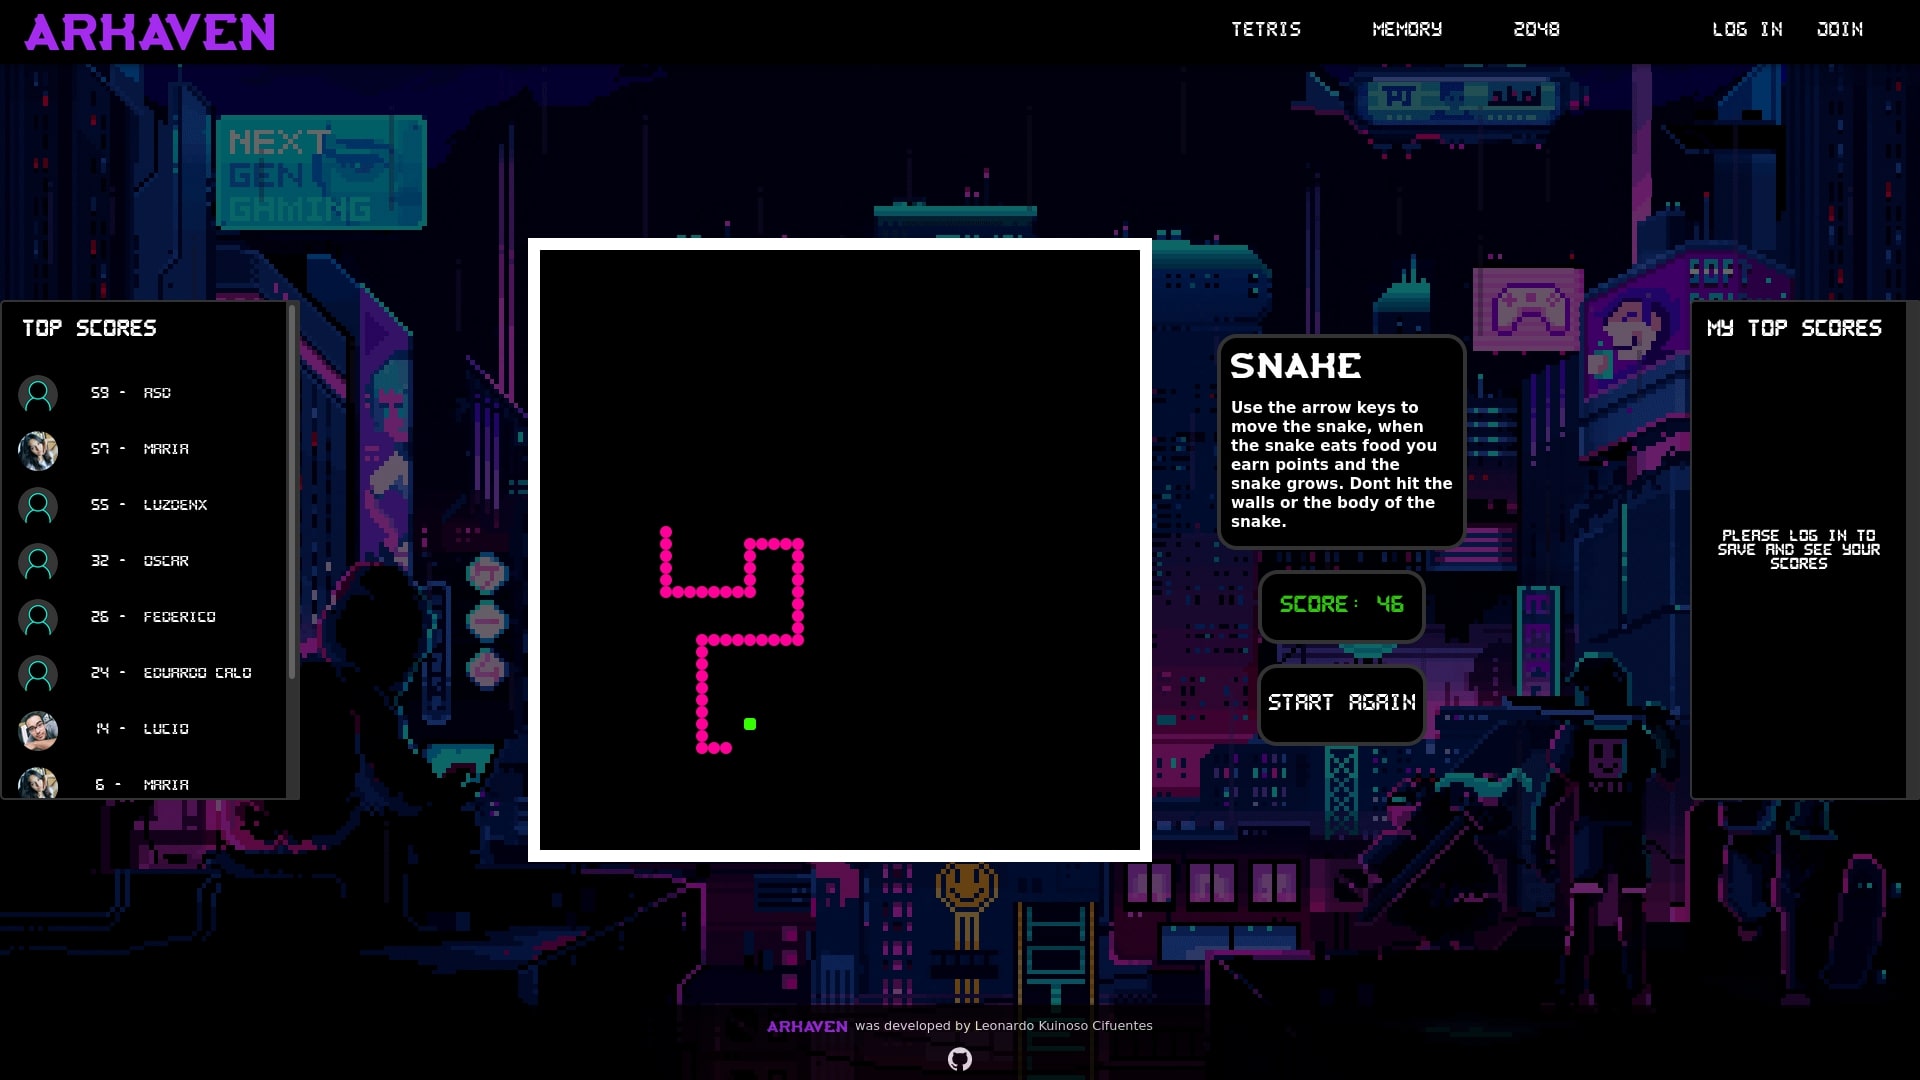 ARKAVEN
TETRIS
MEMORY
2048
LOG IN
JOIN
NEXT
GEN
GAMING
TOP SCORES
59 - ASD
57 - MARIA
55 - LUZDENX
32 - OSCAR
26 - FEDERICO
24 - EDUARDO CALO
14 - LUCIO
6 - MARIA
SNAKE
Use the arrow keys to
move the snake, when
the snake eats food you
earn points and the
snake grows. Dont hit the
walls or the body of the
snake.
SCORE: 46
START AGAIN
MY TOP SCORES
PLEASE LOG IN TO
SAVE AND SEE YOUR
SCORES
ARHAVEN was developed by Leonardo Kuinoso Cifuentes